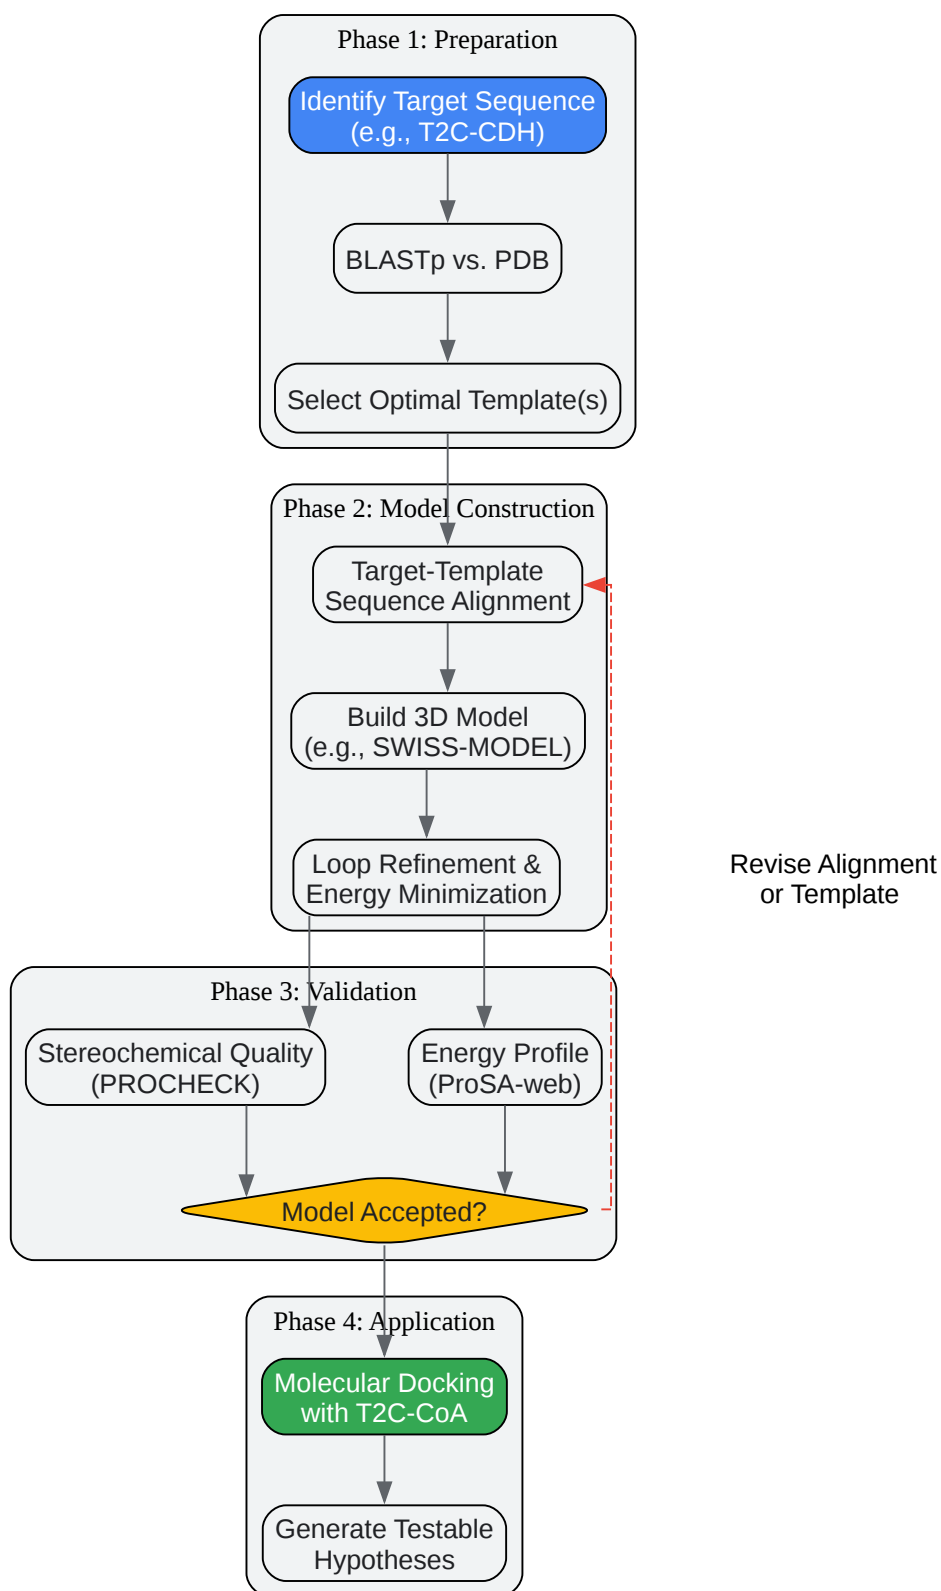 Phase 1: Preparation
Identify Target Sequence
(e.g., T2C-CDH)
BLASTp vs. PDB
Select Optimal Template(s)
Phase 2: Model Construction
Target-Template
Sequence Alignment
Build 3D Model
(e.g., SWISS-MODEL)
Loop Refinement &
Energy Minimization
Revise Alignment
or Template
Phase 3: Validation
Stereochemical Quality
(PROCHECK)
Energy Profile
(ProSA-web)
Model Accepted?
Phase 4: Application
Molecular Docking
with T2C-CoA
Generate Testable
Hypotheses